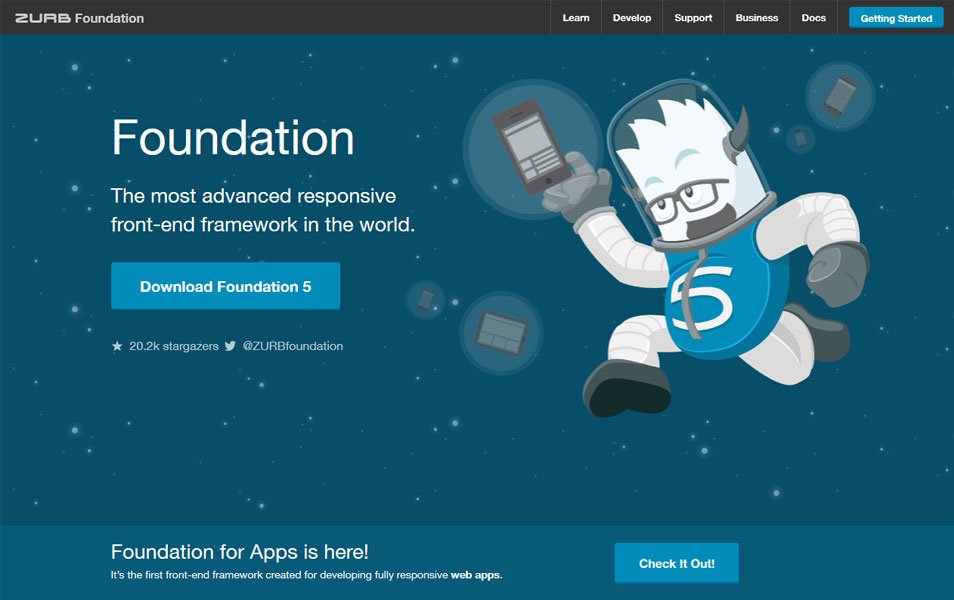 ZURB Foundation
Learn
Develop
Support
Business
Docs
Getting Started
Foundation
The most advanced responsive
front-end framework in the world.
Download Foundation 5
20.2k stargazers @ZURBfoundation
5
Foundation for Apps is here!
It's the first front-end framework created for developing fully responsive web apps.
Check It Out!